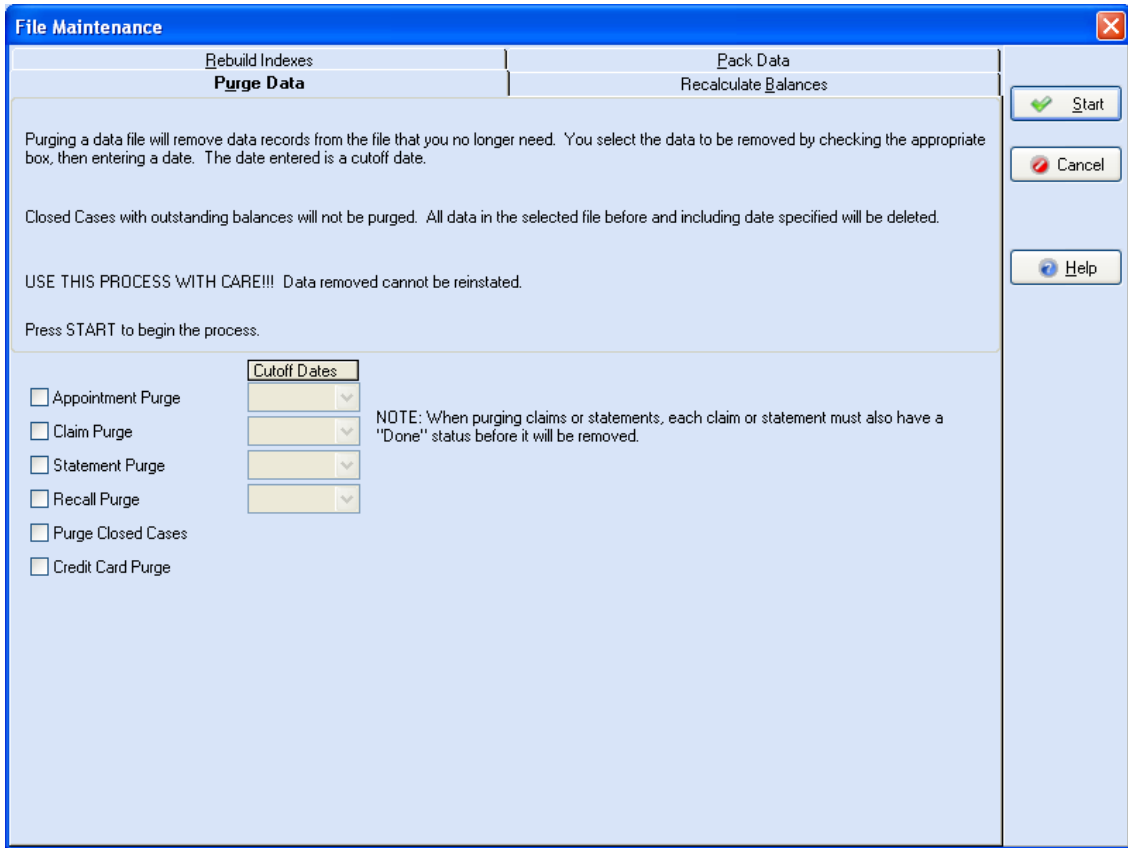 File Maintenance
Rebuild Indexes
Pack Data
Purge Data
Recalculate Balances
Start
Cancel
Help
Purging a data file will remove data records from the file that you no longer need.  You select the data to be removed by checking the appropriate
box, then entering a date.  The date entered is a cutoff date.
Closed Cases with outstanding balances will not be purged.  All data in the selected file before and including date specified will be deleted.
USE THIS PROCESS WITH CARE!!!  Data removed cannot be reinstated.
Press START to begin the process.
Cutoff Dates
Appointment Purge
Claim Purge
Statement Purge
Recall Purge
Purge Closed Cases
Credit Card Purge
NOTE: When purging claims or statements, each claim or statement must also have a
"Done" status before it will be removed.